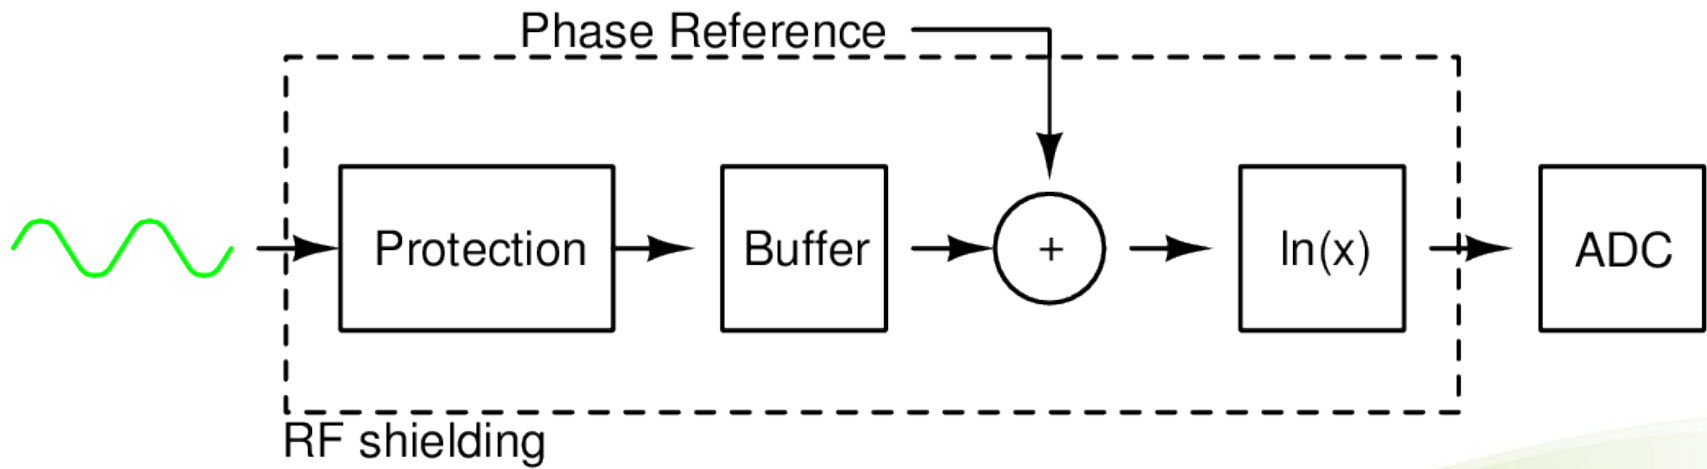 Phase Reference
Protection
Buffer
+
ln(x)
ADC
RF shielding